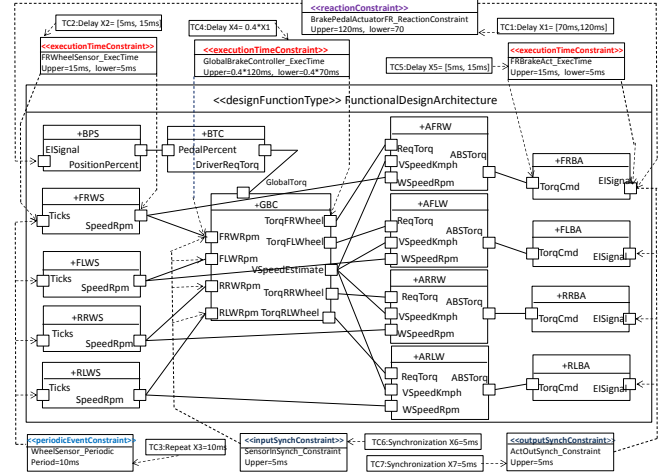 <<reactionConstraint>>
BrakePedalActuatorFR_ReactionConstraint
Upper=120ms, lower=70
TC2:Delay X2= [5ms, 15ms]
TC4:Delay X4= 0.4*X1
TC1:Delay X1= [70ms,120ms]
<<executionTimeConstraint>>
FRWheelSensor_ExecTime
Upper=15ms, lower=5ms
<<executionTimeConstraint>>
GlobalBrakeController_ExecTime
Upper=0.4*120ms, lower=0.4*70ms
TC5:Delay X5= [5ms, 15ms]
<<executionTimeConstraint>>
FRBrakeAct_ExecTime
Upper=15ms, lower=5ms
<<designFunctionType>> FunctionalDesignArchitecture
+BPS
EISignal
PositionPercent
+BTC
PedalPercent
DriverReqTorq
+AFRW
ReqTorq
ABSTorq
VSpeedKmph
WSpeedRpm
+FRBA
TorqCmd
EISignal
+FRWS
Ticks
SpeedRpm
GlobalTorq
+GBC
TorqFRWheel
FRWRpm
TorqFLWheel
FLWRpm
VSpeedEstimate
RRWRpm
TorqRRWheel
RLWRpm
TorqRLWheel
+AFLW
ReqTorq
ABSTorq
VSpeedKmph
WSpeedRpm
+FLBA
TorqCmd
EISignal
+FLWS
Ticks
SpeedRpm
+ARRW
ReqTorq
ABSTorq
VSpeedKmph
WSpeedRpm
+RRBA
TorqCmd
EISignal
+RRWS
Ticks
SpeedRpm
+ARLW
ReqTorq
ABSTorq
VSpeedKmph
WSpeedRpm
+RLBA
TorqCmd
EISignal
+RLWS
Ticks
SpeedRpm
<<periodicEventConstraint>>
WheelSensor_Periodic
Period=10ms
TC3:Repeat X3=10ms
<<inputSynchConstraint>>
SensorInSynch_Constraint
Upper=5ms
TC6:Synchronization X6=5ms
TC7:Synchronization X7=5ms
<<outputSynchConstraint>>
ActOutSynch_Constraint
Upper=5ms